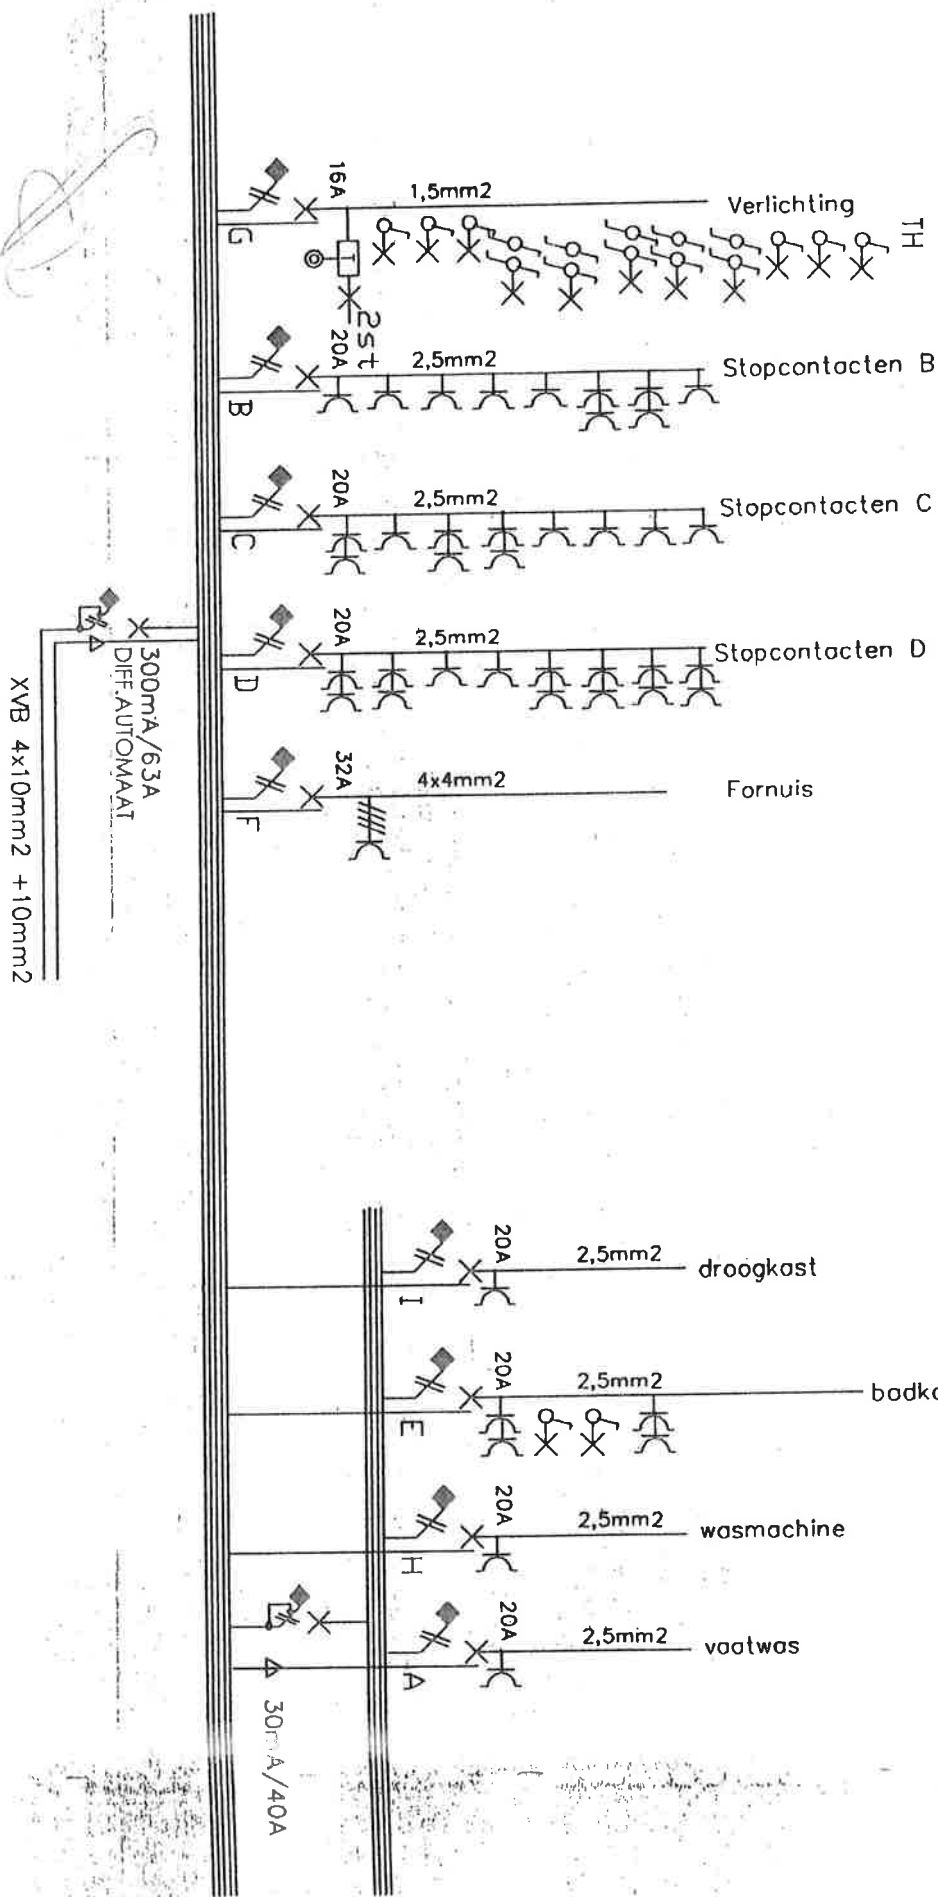 16A
1,5mm2
Verlichting
TH
G
2st
20A
2,5mm2
Stopcontacten B
B
20A
2,5mm2
Stopcontacten C
C
20A
2,5mm2
Stopcontacten D
D
300mA/63A
DIFF.AUTOMAAT
XVB 4x10mm2 +10mm2
32A
4x4mm2
Fornuis
F
20A
2,5mm2
droogkast
I
20A
2,5mm2
E
20A
2,5mm2
wasmachine
H
20A
2,5mm2
vaatwas
A
30mA/40A